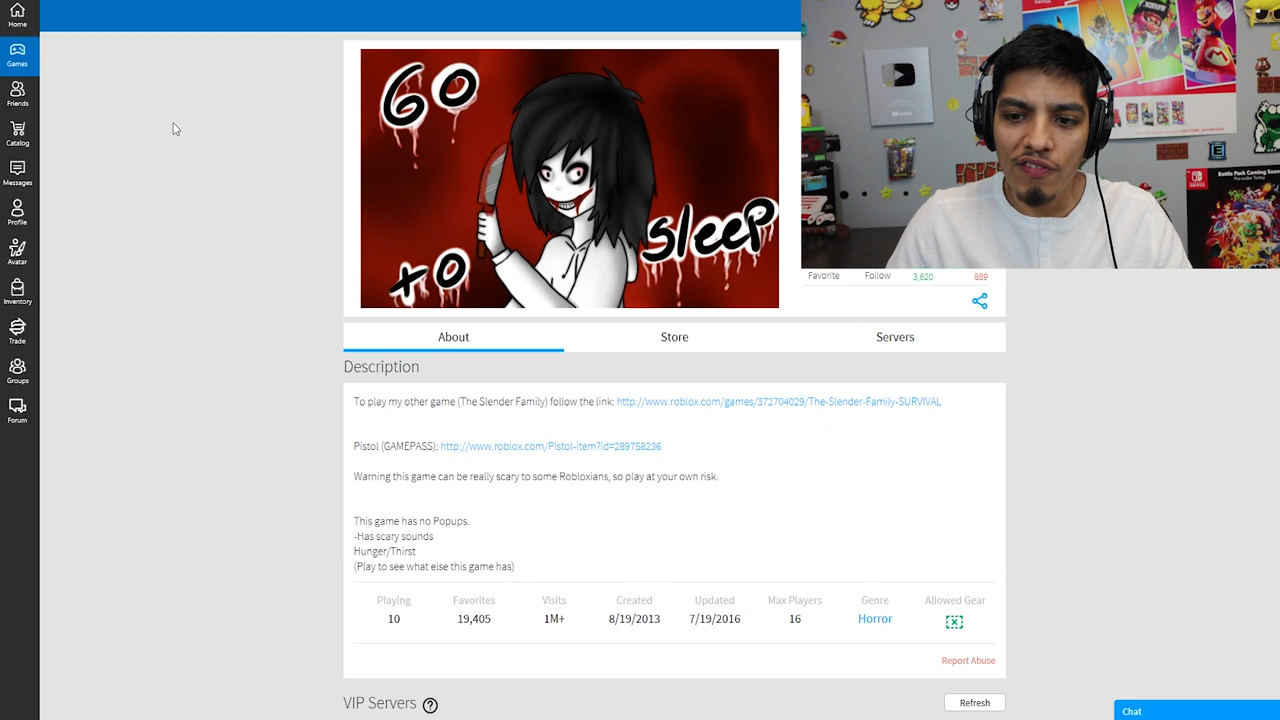 Home
Games
Friends
Catalog
Messages
Profile
Avatar
Inventory
Trade
Groups
Forum
GO
TO
SLEEP
Favorite Follow 3,620 889
About Store Servers
Description
To play my other game (The Slender Family) follow the link: http://www.roblox.com/games/372704029/The-Slender-Family-SURVIVAL
Pistol (GAMEPASS): http://www.roblox.com/Pistol-item?id=289758236
Warning this game can be really scary to some Robloxians, so play at your own risk.
This game has no Popups.
-Has scary sounds
Hunger/Thirst
(Play to see what else this game has)
Playing Favorites Visits Created Updated Max Players Genre Allowed Gear
10 19,405 1M+ 8/19/2013 7/19/2016 16 Horror
Report Abuse
VIP Servers ?
Refresh
Chat